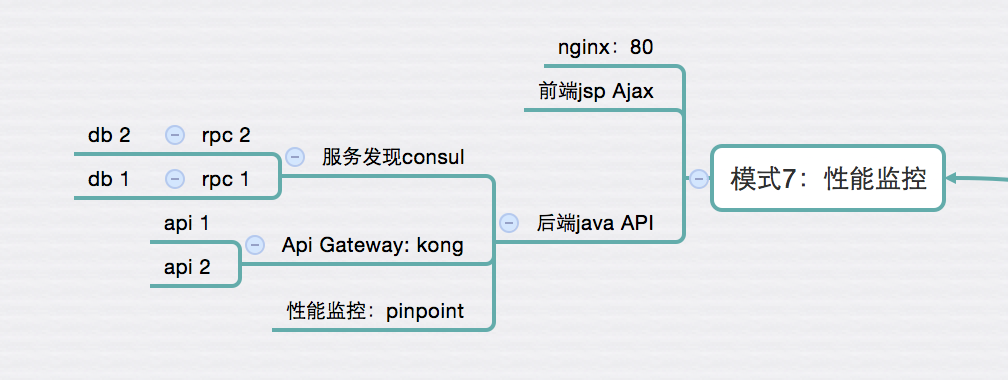 nginx：80
前端jsp Ajax
db 2
rpc 2
服务发现consul
db 1
rpc 1
模式7：性能监控
api 1
后端java API
Api Gateway: kong
api 2
性能监控：pinpoint